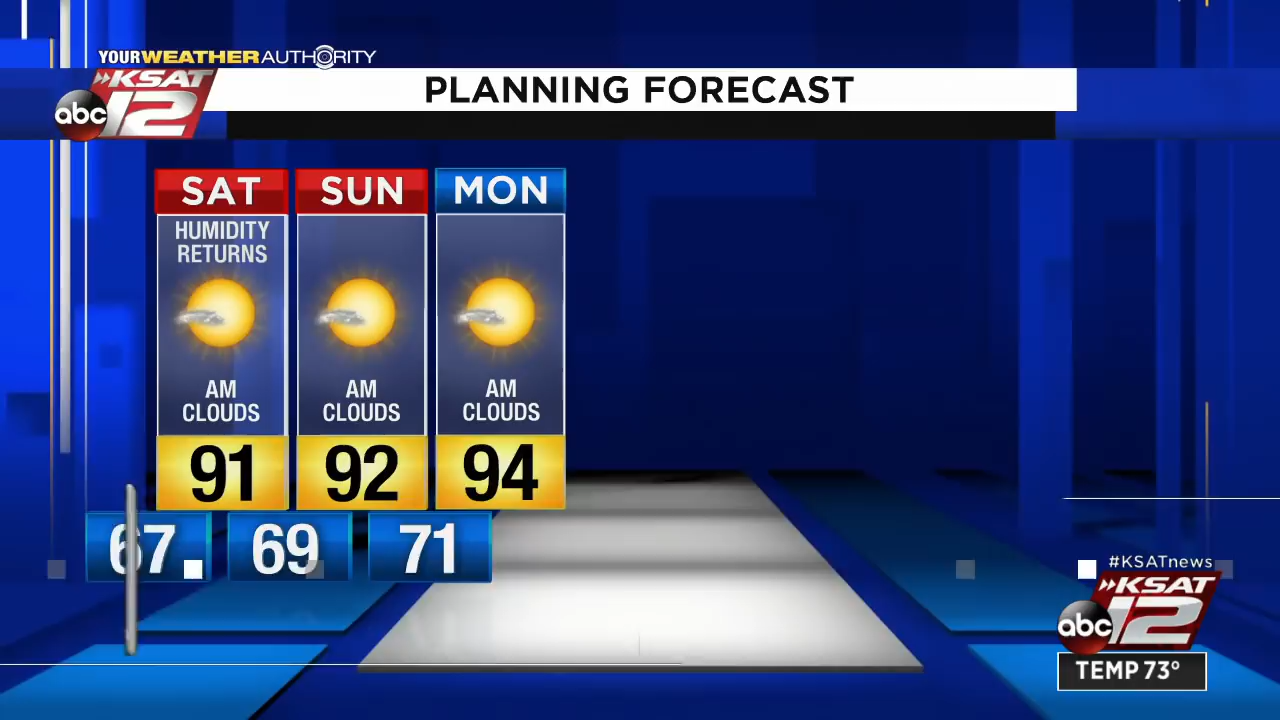 YOURWEATHERAUTHORITY
KSAT
abc 12
PLANNING FORECAST
SAT SUN MON
HUMIDITY
RETURNS
AM
CLOUDS
AM
CLOUDS
AM
CLOUDS
91 92 94
67 69 71
#KSATnews
KSAT
abc 12
TEMP 73°